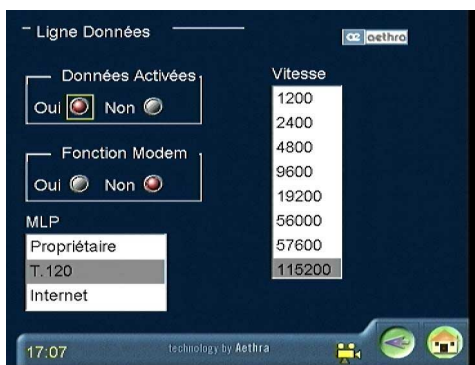 Ligne Données
aethra
Données Activées
Oui Non
Fonction Modem
Oui Non
MLP
Propriétaire
T.120
Internet
Vitesse
1200
2400
4800
9600
19200
56000
57600
115200
17:07
technology by Aethra